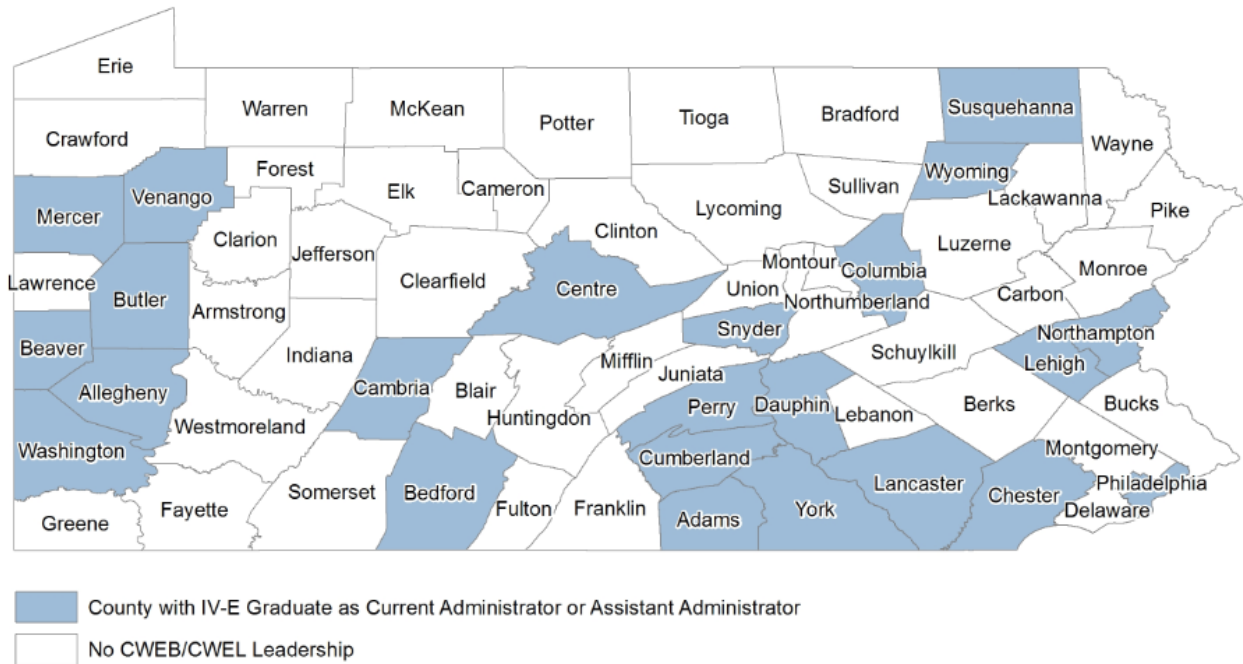 Erie
Warren
McKean
Potter
Tioga
Bradford
Susquehanna
Crawford
Wayne
Forest
Wyoming
Venango
Elk
Cameron
Sullivan
Lackawanna
Mercer
Lycoming
Pike
Clarion
Clinton
Jefferson
Luzerne
Montour
Columbia
Monroe
Lawrence
Clearfield
Centre
Union
Carbon
Butler
Armstrong
Northumberland
Snyder
Northampton
Beaver
Indiana
Mifflin
Schuylkill
Lehigh
Allegheny
Cambria
Blair
Juniata
Perry
Dauphin
Lebanon
Berks
Bucks
Huntingdon
Westmoreland
Washington
Cumberland
Montgomery
Somerset
Bedford
Lancaster
Philadelphia
Chester
Greene
Fayette
Fulton
Franklin
Adams
York
Delaware
County with IV-E Graduate as Current Administrator or Assistant Administrator
No CWEB/CWEL Leadership